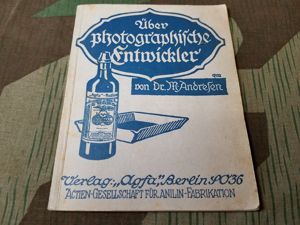 Über
photographische
Entwickler
von Dr. M. Andresen
Verlag: „Agfa", Berlin SO36
ACTIEN-GESELLSCHAFT FÜR ANILIN-FABRIKATION